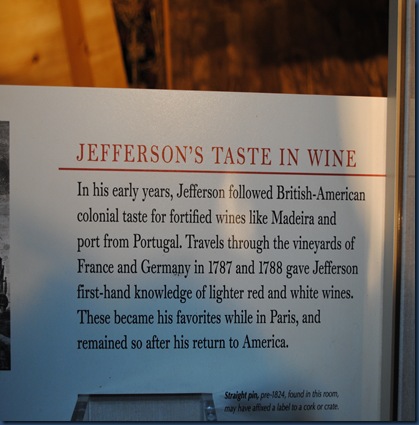 JEFFERSON'S TASTE IN WINE
In his early years, Jefferson followed British-American
colonial taste for fortified wines like Madeira and
port from Portugal. Travels through the vineyards of
France and Germany in 1787 and 1788 gave Jefferson
first-hand knowledge of lighter red and white wines.
These became his favorites while in Paris, and
remained so after his return to America.
Straight pin, pre-1824, found in this room,
may have affixed a label to a cork or crate.